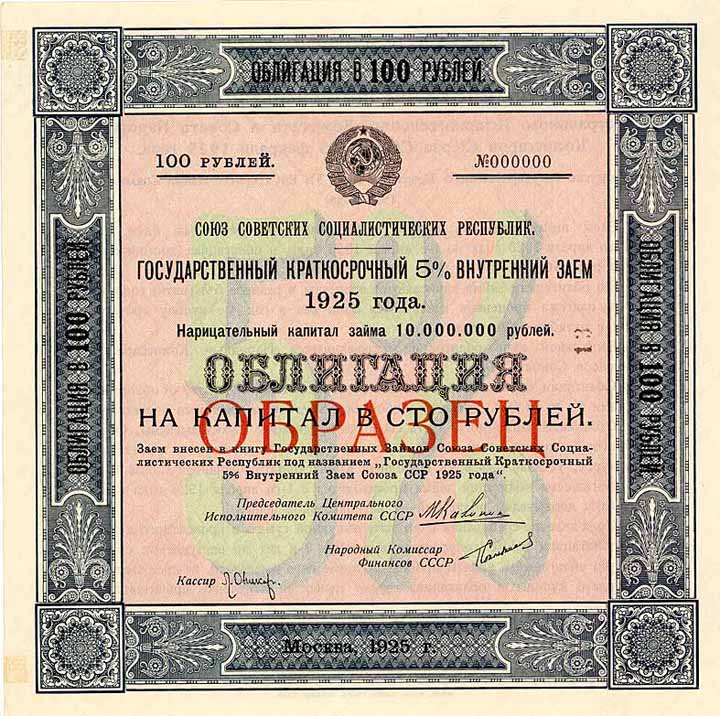 ОБЛИГАЦИЯ В 100 РУБЛЕЙ.
100 РУБЛЕЙ.
№000000
СОЮЗ СОВЕТСКИХ СОЦИАЛИСТИЧЕСКИХ РЕСПУБЛИК.
ГОСУДАРСТВЕННЫЙ КРАТКОСРОЧНЫЙ 5% ВНУТРЕННИЙ ЗАЕМ
1925 года.
Нарицательный капитал займа 10.000.000 рублей.
ОБЛИГАЦИЯ
НА КАПИТАЛ В СТО РУБЛЕЙ.
ОБРАЗЕЦ
Заем внесен в книгу Государственных Займов Союза Советских Социа-
листических Республик под названием „Государственный Краткосрочный
5% Внутренний Заем Союза ССР 1925 года“.
Председатель Центрального
Исполнительного Комитета СССР
М Калинин
Народный Комиссар
Финансов СССР
Кассир
Москва, 1925 г.
ОБЛИГАЦИЯ В 100 РУБЛЕЙ
ОБЛИГАЦИЯ В 100 РУБЛЕЙ
5%
13